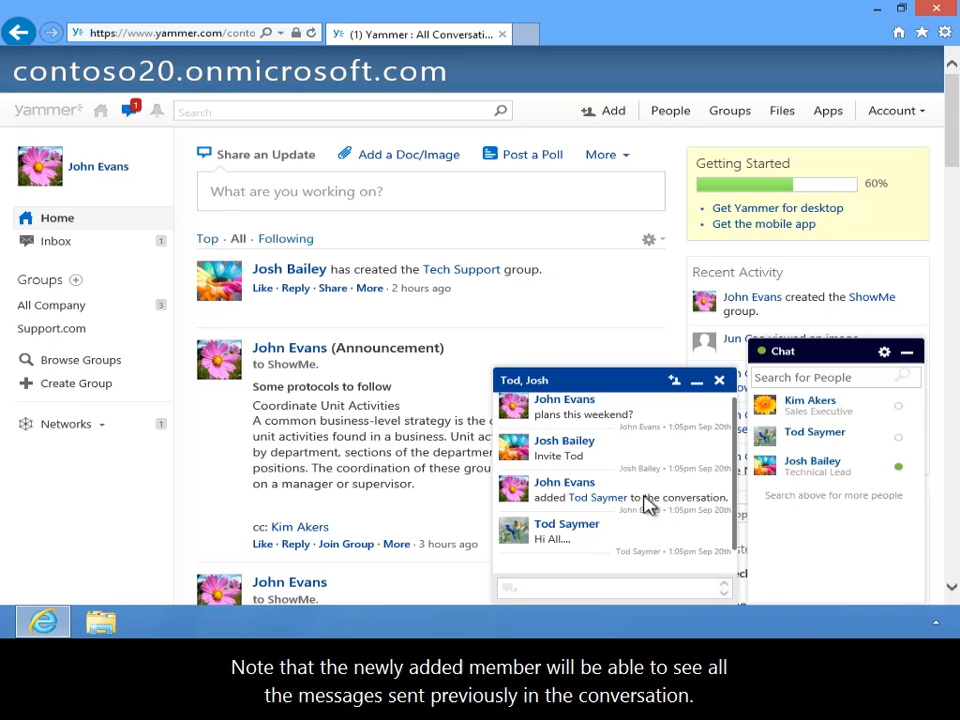 https://www.yammer.com/conto
(1) Yammer : All Conversati...
contoso20.onmicrosoft.com
yammer
1
Search
Add
People
Groups
Files
Apps
Account
John Evans
Home
Inbox 1
Groups
All Company 3
Support.com
Browse Groups
Create Group
Networks 1
Share an Update
Add a Doc/Image
Post a Poll
More
What are you working on?
Top · All · Following
Josh Bailey has created the Tech Support group.
Like · Reply · Share · More · 2 hours ago
John Evans (Announcement)
to ShowMe.
Some protocols to follow
Coordinate Unit Activities
A common business-level strategy is the
unit activities found in a business. Unit
by department, sections of the departmen
positions. The coordination of these grou
on a manager or supervisor.
cc: Kim Akers
Like · Reply · Join Group · More · 3 hours ago
John Evans
to ShowMe.
Getting Started
60%
• Get Yammer for desktop
• Get the mobile app
Recent Activity
John Evans created the ShowMe
group.
Tod, Josh
John Evans
plans this weekend?
John Evans • 1:05pm Sep 20th
Josh Bailey
Invite Tod
Josh Bailey • 1:05pm Sep 20th
John Evans
added Tod Saymer to the conversation.
1:05pm Sep 20th
Tod Saymer
Hi All....
Tod Saymer • 1:05pm Sep 20th
Chat
Search for People
Kim Akers
Sales Executive
Tod Saymer
Josh Bailey
Technical Lead
Search above for more people
Note that the newly added member will be able to see all
the messages sent previously in the conversation.